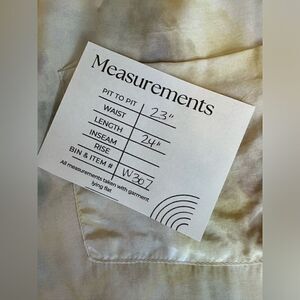 Measurements
PIT TO PIT 23"
WAIST
LENGTH 24"
INSEAM
RISE
BIN & ITEM # W307
All measurements taken with garment
lying flat